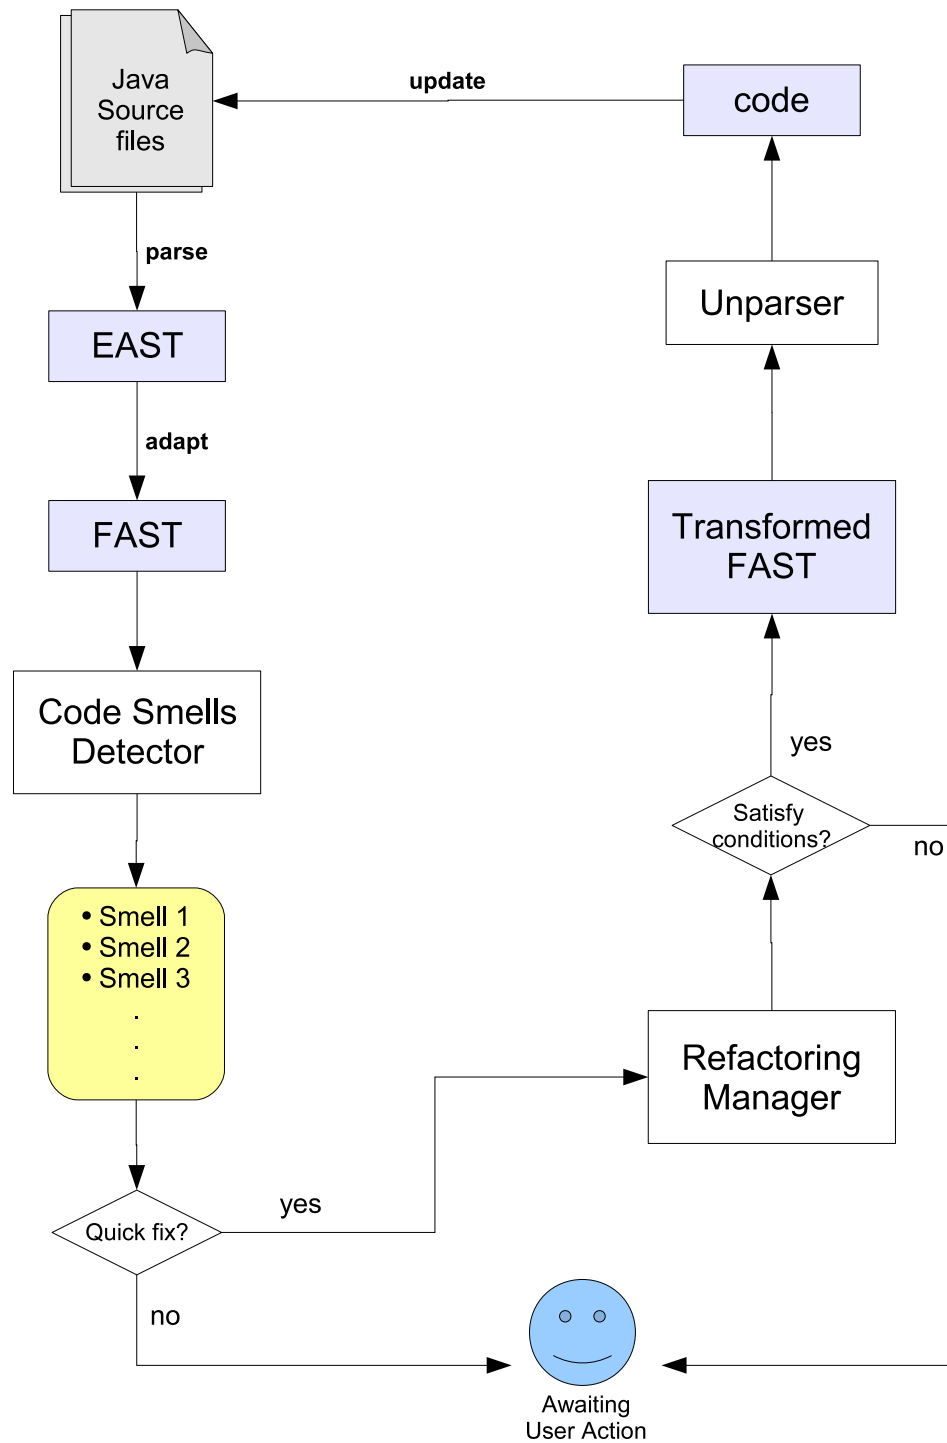 Java
Source
files
update
code
parse
Unparser
EAST
adapt
FAST
Transformed
FAST
Code Smells
Detector
yes
Satisfy
conditions?
no
• Smell 1
• Smell 2
• Smell 3
.
.
.
Refactoring
Manager
yes
Quick fix?
no
Awaiting
User Action